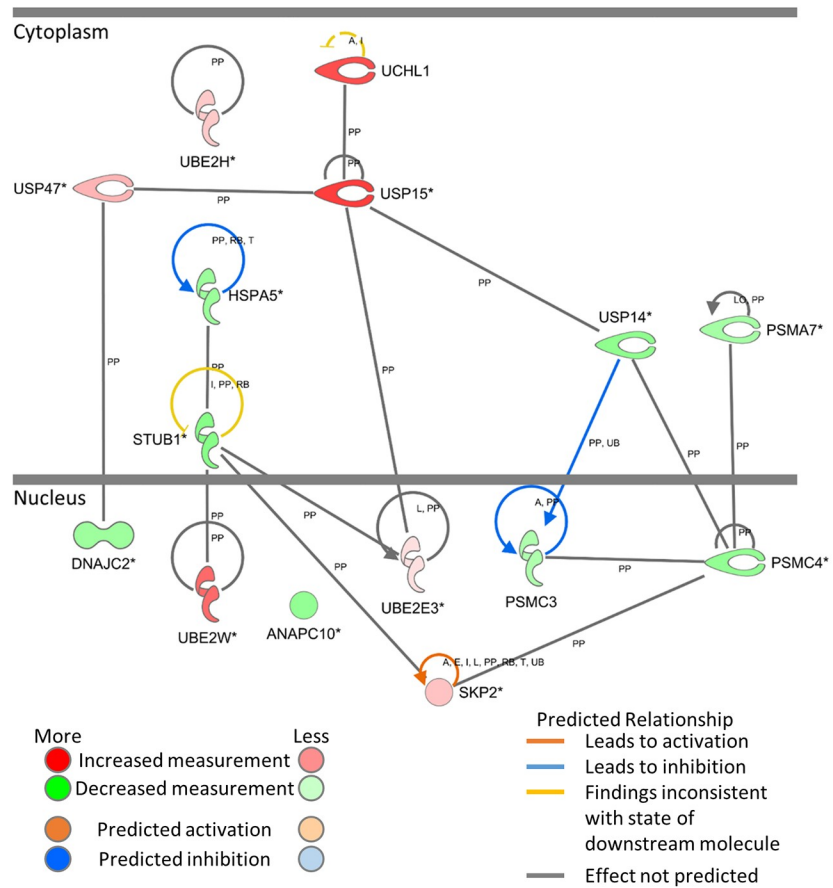 Cytoplasm
PP
A, I
UCHL1
UBE2H*
PP
PP
USP47*
USP15*
PP
PP, RB, T
HSPA5*
PP
USP14*
LO, PP
PSMA7*
PP
PP
PP
I, PP, RB
STUB1*
PP, UB
PP
PP
Nucleus
PP
PP
PP
L, PP
A, PP
PP
DNAJC2*
PP
PP
PSMC4*
UBE2W*
ANAPC10*
UBE2E3*
PSMC3
PP
A, E, I, L, PP, RB, T, UB
SKP2*
More
Less
Increased measurement
Decreased measurement
Predicted activation
Predicted inhibition
Predicted Relationship
Leads to activation
Leads to inhibition
Findings inconsistent
with state of
downstream molecule
Effect not predicted